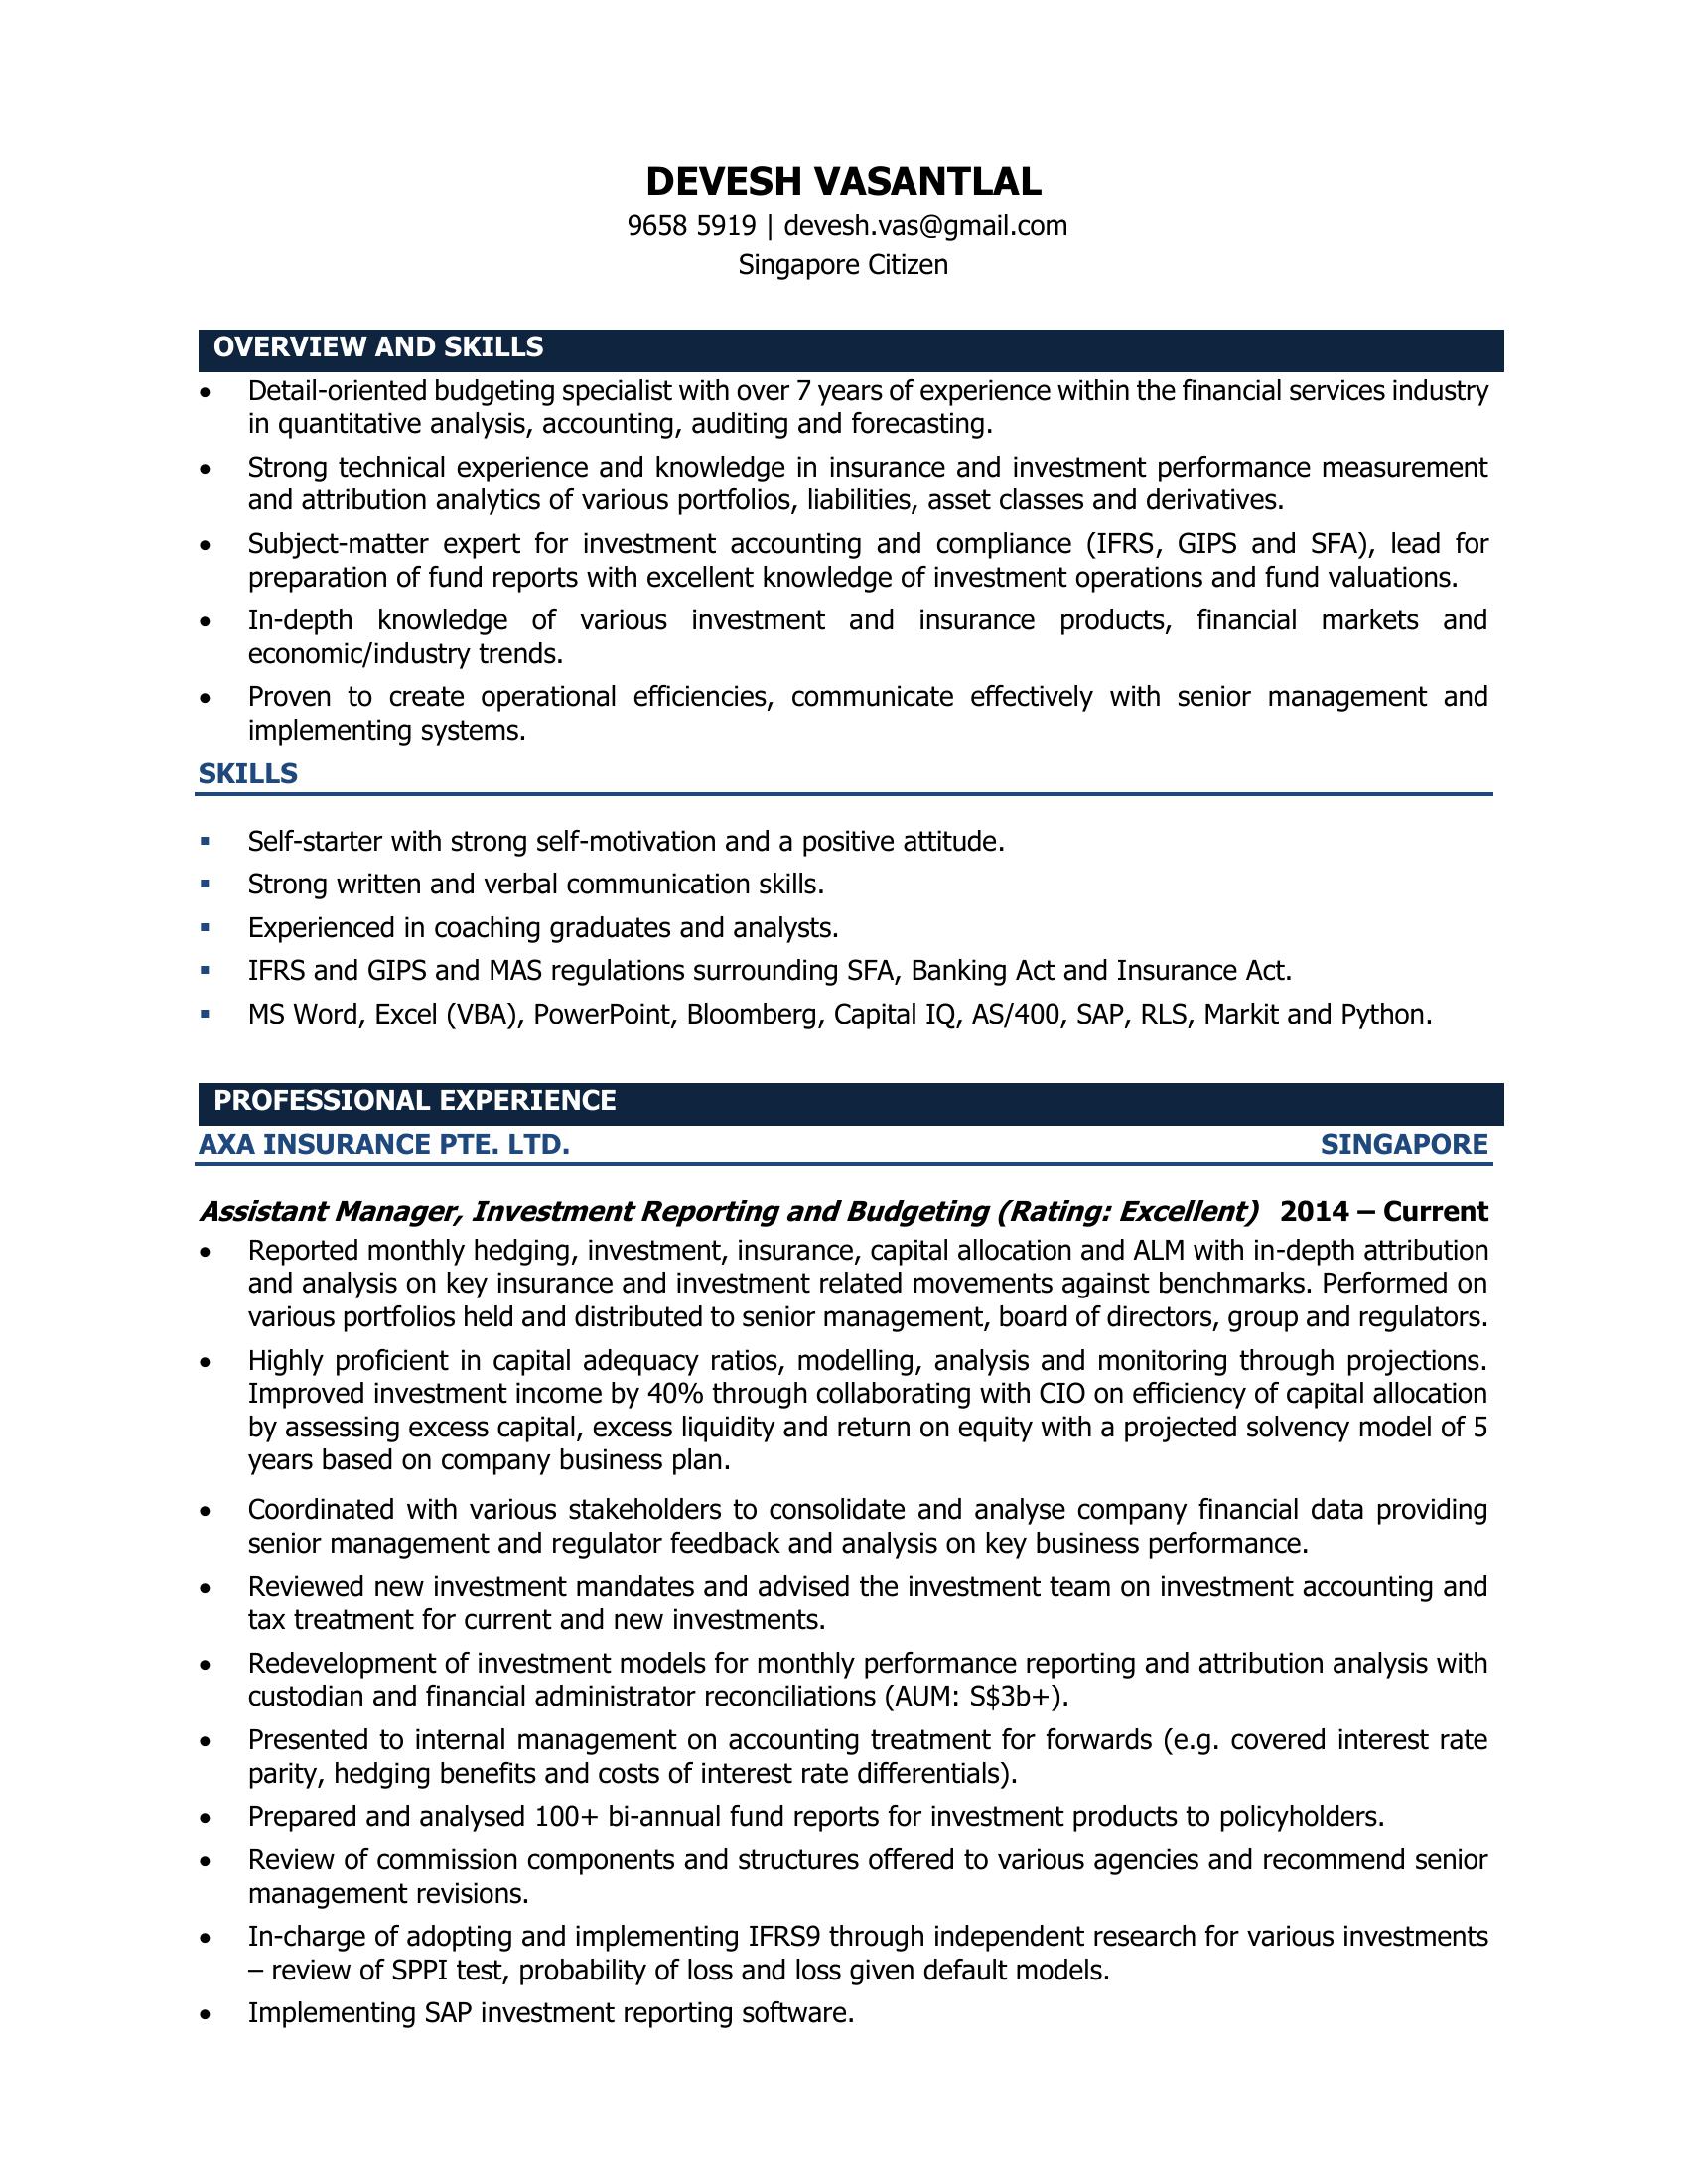 DEVESH VASANTLAL
9658 5919 | devesh.vas@gmail.com
Singapore Citizen
OVERVIEW AND SKILLS
• Detail-oriented budgeting specialist with over 7 years of experience within the financial services industry
in quantitative analysis, accounting, auditing and forecasting.
• Strong technical experience and knowledge in insurance and investment performance measurement
and attribution analytics of various portfolios, liabilities, asset classes and derivatives.
• Subject-matter expert for investment accounting and compliance (IFRS, GIPS and SFA), lead for
preparation of fund reports with excellent knowledge of investment operations and fund valuations.
• In-depth knowledge of various investment and insurance products, financial markets and
economic/industry trends.
• Proven to create operational efficiencies, communicate effectively with senior management and
implementing systems.
SKILLS
▪ Self-starter with strong self-motivation and a positive attitude.
▪ Strong written and verbal communication skills.
▪ Experienced in coaching graduates and analysts.
▪ IFRS and GIPS and MAS regulations surrounding SFA, Banking Act and Insurance Act.
▪ MS Word, Excel (VBA), PowerPoint, Bloomberg, Capital IQ, AS/400, SAP, RLS, Markit and Python.
PROFESSIONAL EXPERIENCE
AXA INSURANCE PTE. LTD. SINGAPORE
Assistant Manager, Investment Reporting and Budgeting (Rating: Excellent) 2014 – Current
• Reported monthly hedging, investment, insurance, capital allocation and ALM with in-depth attribution
and analysis on key insurance and investment related movements against benchmarks. Performed on
various portfolios held and distributed to senior management, board of directors, group and regulators.
• Highly proficient in capital adequacy ratios, modelling, analysis and monitoring through projections.
Improved investment income by 40% through collaborating with CIO on efficiency of capital allocation
by assessing excess capital, excess liquidity and return on equity with a projected solvency model of 5
years based on company business plan.
• Coordinated with various stakeholders to consolidate and analyse company financial data providing
senior management and regulator feedback and analysis on key business performance.
• Reviewed new investment mandates and advised the investment team on investment accounting and
tax treatment for current and new investments.
• Redevelopment of investment models for monthly performance reporting and attribution analysis with
custodian and financial administrator reconciliations (AUM: S$3b+).
• Presented to internal management on accounting treatment for forwards (e.g. covered interest rate
parity, hedging benefits and costs of interest rate differentials).
• Prepared and analysed 100+ bi-annual fund reports for investment products to policyholders.
• Review of commission components and structures offered to various agencies and recommend senior
management revisions.
• In-charge of adopting and implementing IFRS9 through independent research for various investments
– review of SPPI test, probability of loss and loss given default models.
• Implementing SAP investment reporting software.